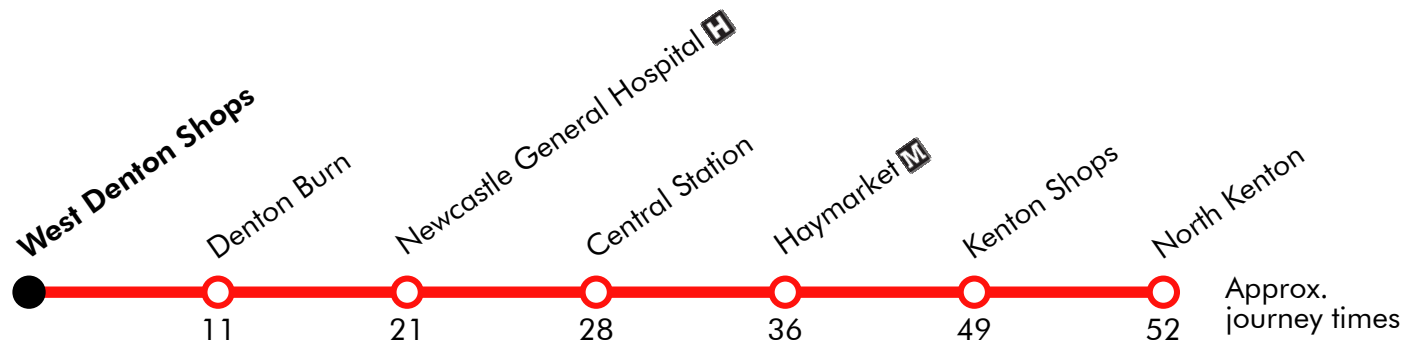 West Denton Shops
Denton Burn
Newcastle General Hospital H
Central Station
Haymarket M
Kenton Shops
North Kenton
11
21
28
36
49
52
Approx.
journey times